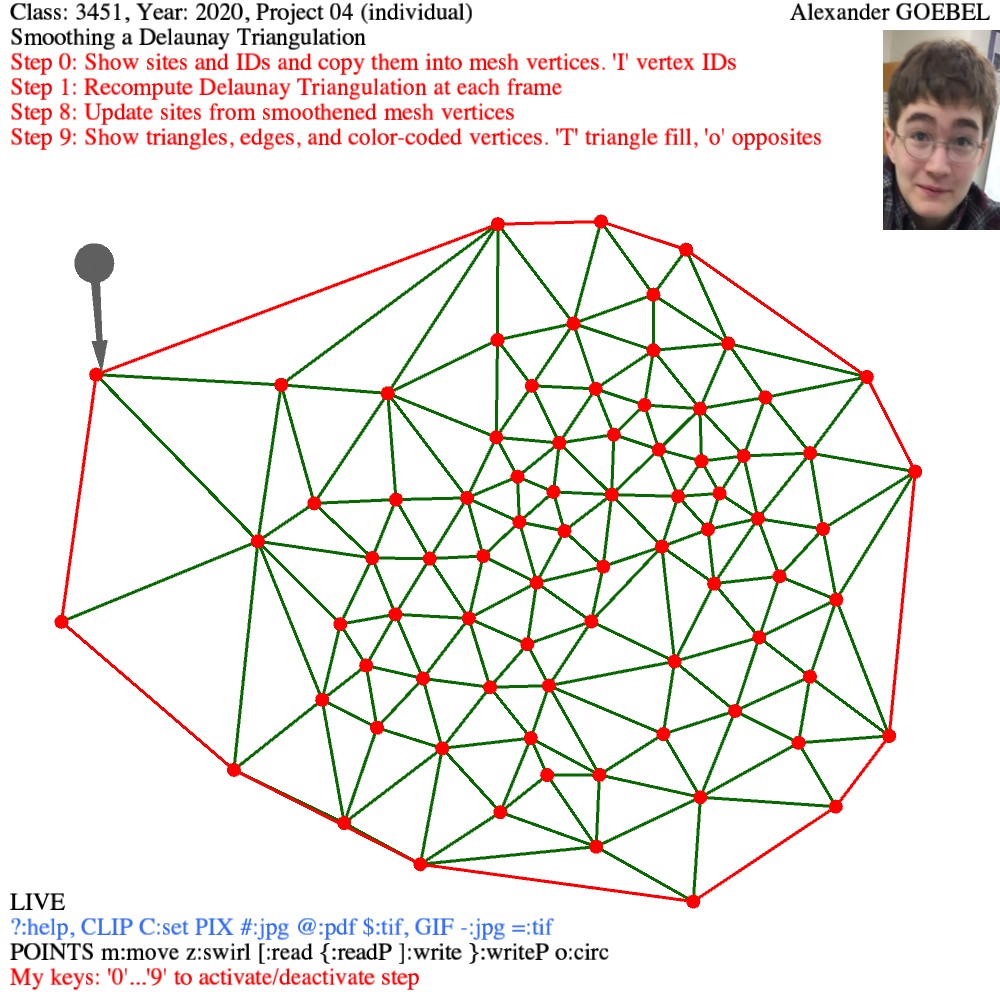 Class: 3451, Year: 2020, Project 04 (individual)
Alexander GOEBEL
Smoothing a Delaunay Triangulation
Step 0: Show sites and IDs and copy them into mesh vertices. 'I' vertex IDs
Step 1: Recompute Delaunay Triangulation at each frame
Step 8: Update sites from smoothened mesh vertices
Step 9: Show triangles, edges, and color-coded vertices. 'T' triangle fill, 'o' opposites
LIVE
?:help, CLIP C:set PIX #:jpg @:pdf $:tif, GIF -:jpg =:tif
POINTS m:move z:swirl [:read {:readP ]:write }:writeP o:circ
My keys: '0'...'9' to activate/deactivate step